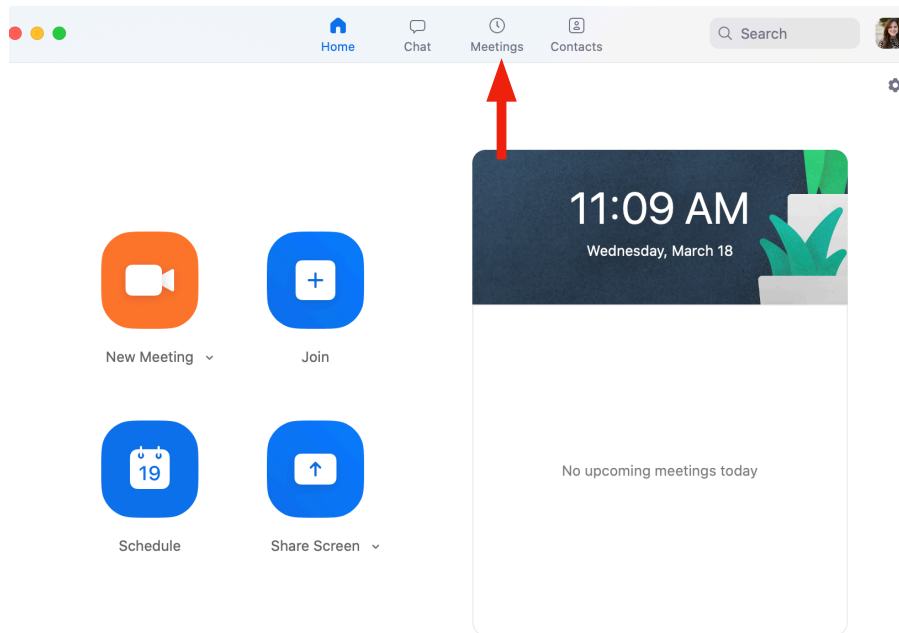 Home
Chat
Meetings
Contacts
Search
11:09 AM
Wednesday, March 18
New Meeting
Join
19
Schedule
Share Screen
No upcoming meetings today